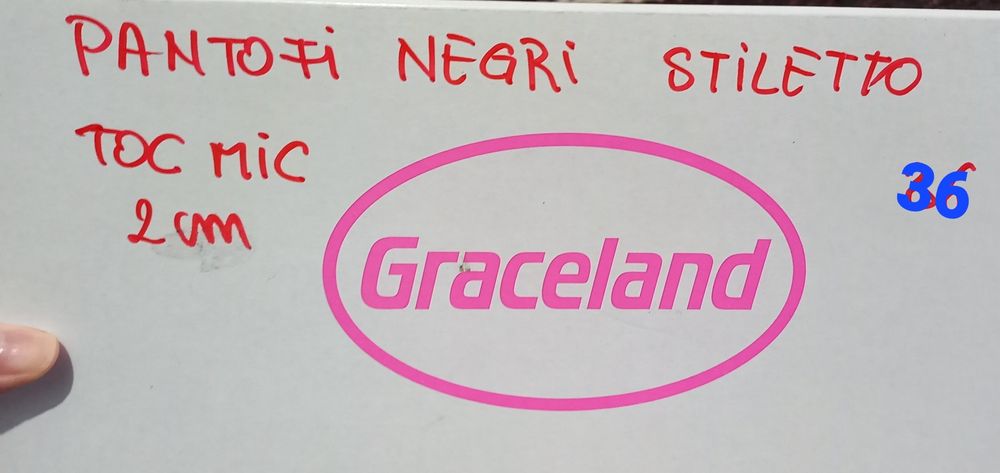 PANTOFi NEGRi STiLETTO
TOC MiC
2 cm
36
Graceland